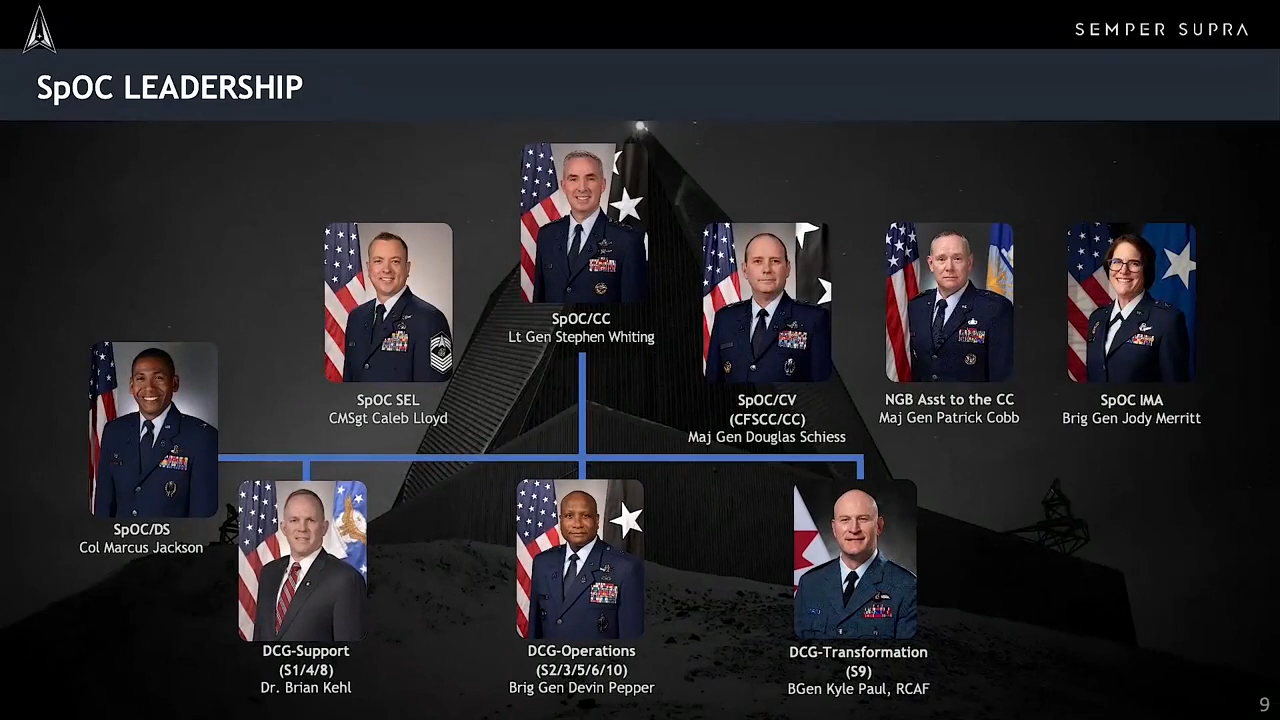 SEMPER SUPRA
SpOC LEADERSHIP
SpOC/CC
Lt Gen Stephen Whiting
SpOC SEL
CMSgt Caleb Lloyd
SpOC/CV
(CFSCC/CC)
Maj Gen Douglas Schiess
NGB Asst to the CC
Maj Gen Patrick Cobb
SpOC IMA
Brig Gen Jody Merritt
SpOC/DS
Col Marcus Jackson
DCG-Support
(S1/4/8)
Dr. Brian Kehl
DCG-Operations
(S2/3/5/6/10)
Brig Gen Devin Pepper
DCG-Transformation
(S9)
BGen Kyle Paul, RCAF
9